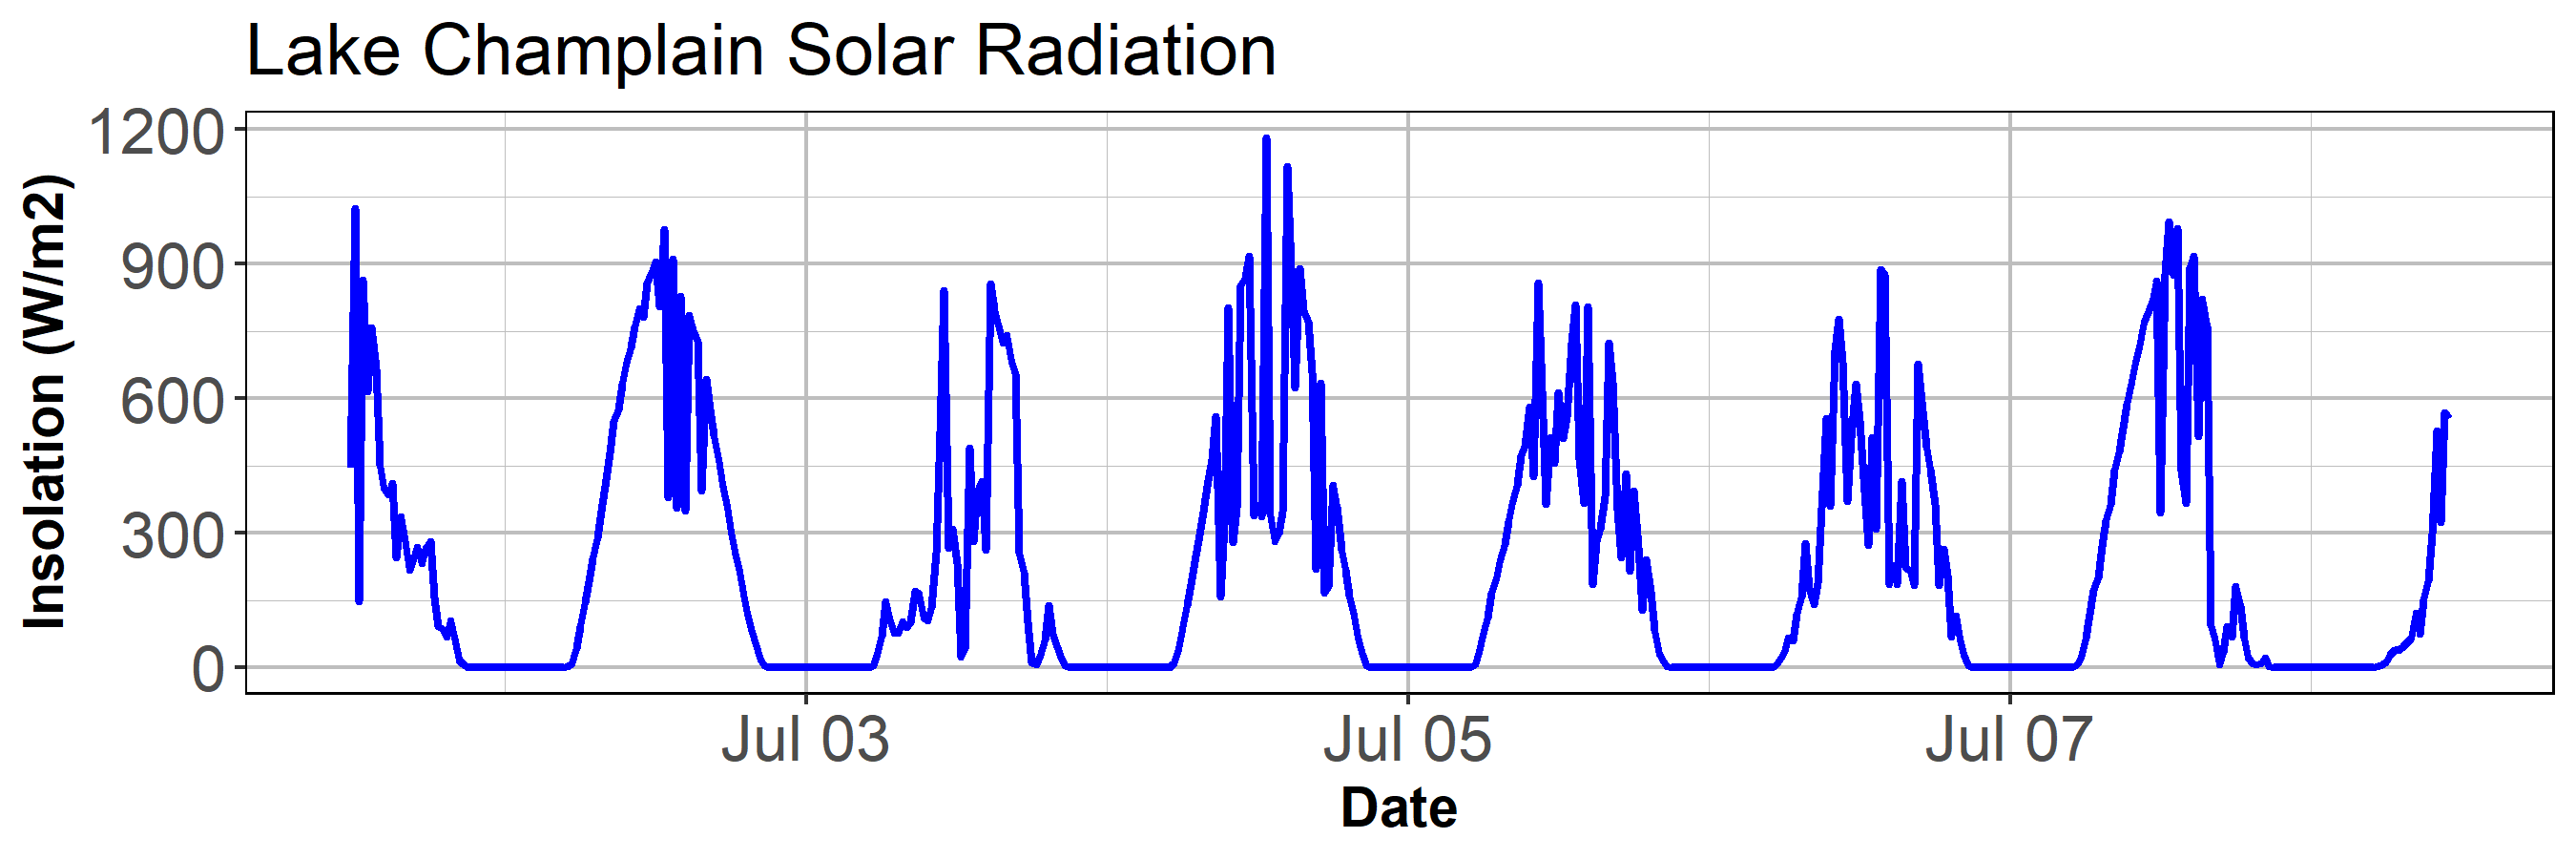 Lake Champlain Solar Radiation
1200
900
600
300
0
Insolation (W/m2)
Jul 03
Jul 05
Jul 07
Date